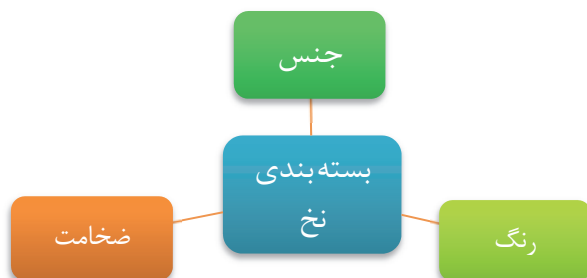 جنس
بسته‌بندی
نخ
رنگ
ضخامت